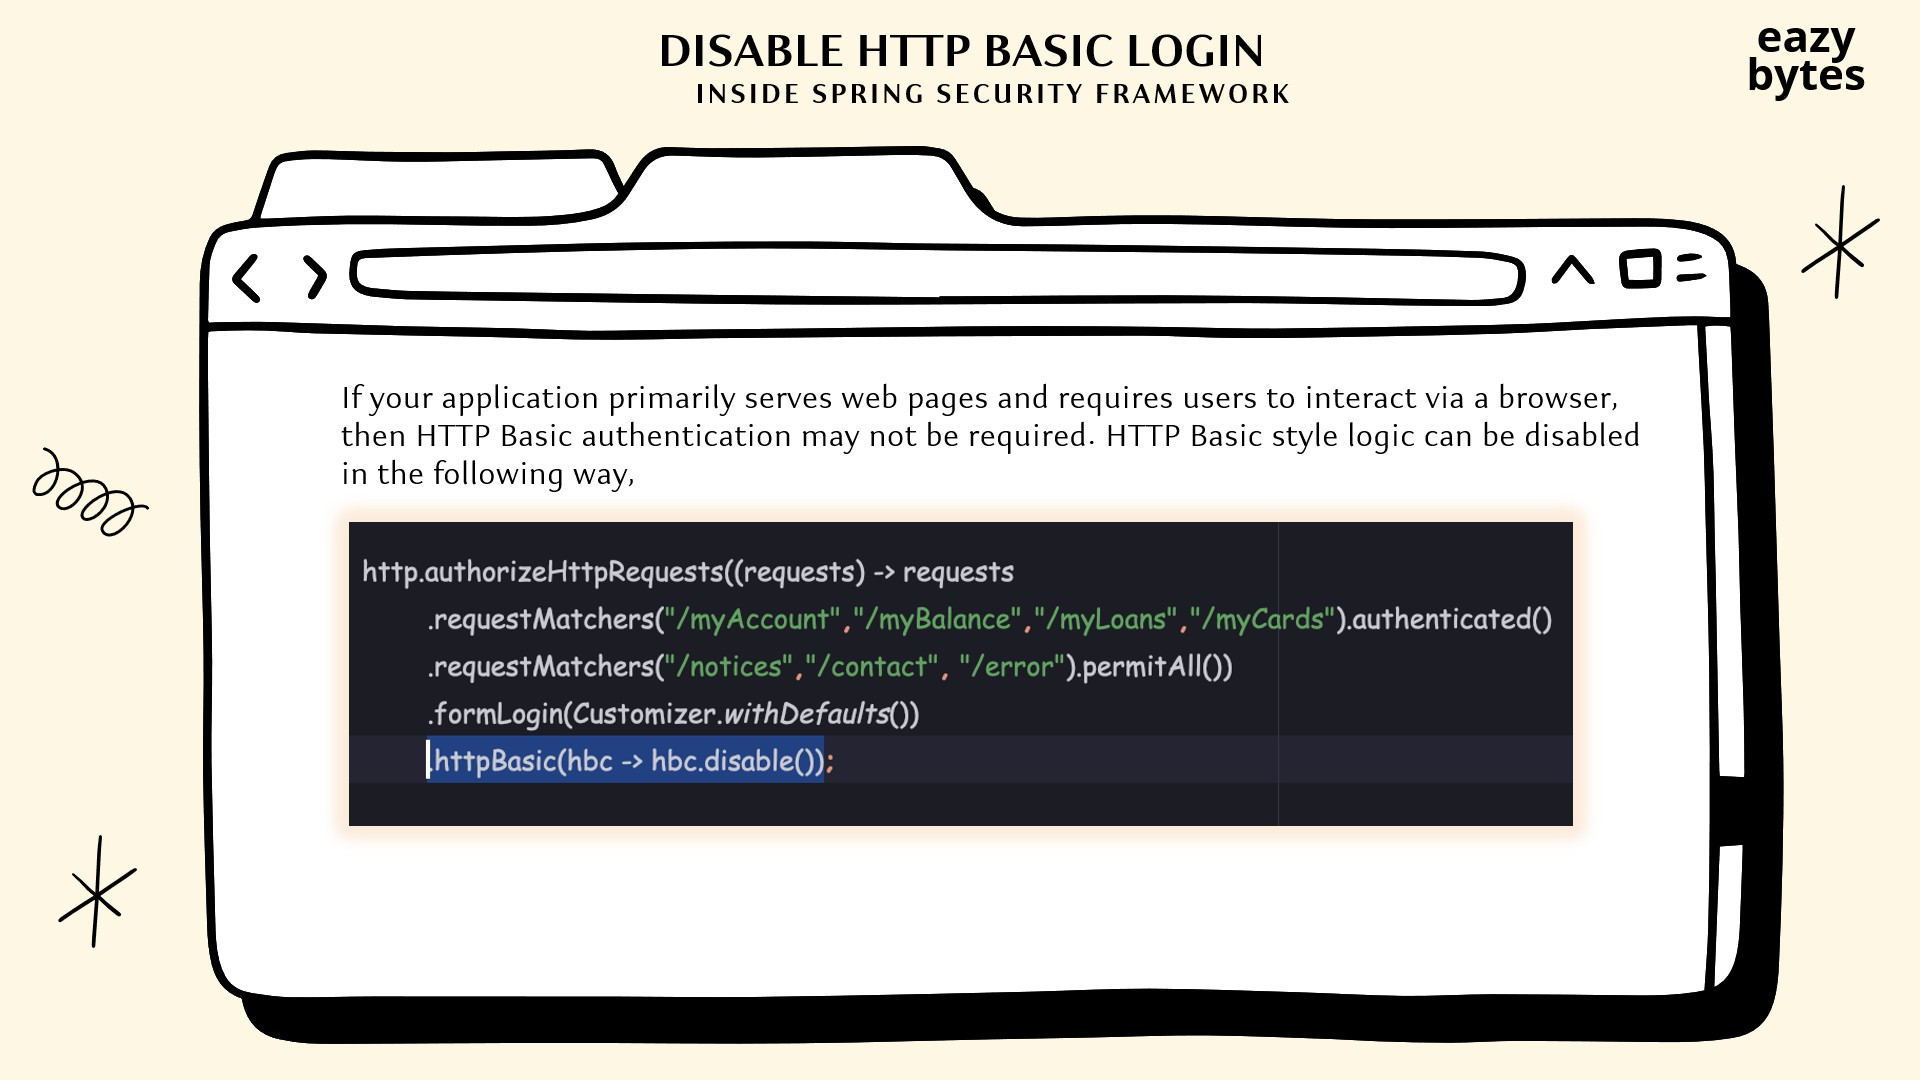 DISABLE HTTP BASIC LOGIN
INSIDE SPRING SECURITY FRAMEWORK
eazy
bytes
If your application primarily serves web pages and requires users to interact via a browser,
then HTTP Basic authentication may not be required. HTTP Basic style logic can be disabled
in the following way,
http.authorizeHttpRequests((requests) -> requests
.requestMatchers("/myAccount","/myBalance","/myLoans","/myCards").authenticated()
.requestMatchers("/notices","/contact", "/error").permitAll())
.formLogin(Customizer.withDefaults())
.httpBasic(hbc -> hbc.disable());